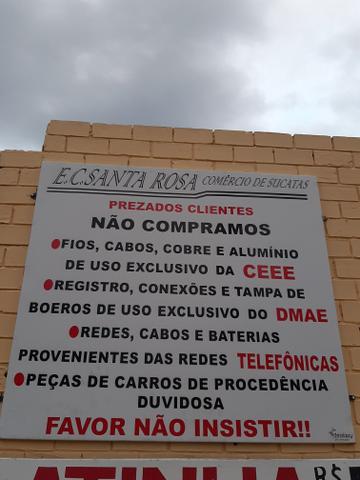 E.C.SANTA ROSA COMÉRCIO DE SUCATAS
PREZADOS CLIENTES
NÃO COMPRAMOS
FIOS, CABOS, COBRE E ALUMÍNIO
DE USO EXCLUSIVO DA CEEE
REGISTRO, CONEXÕES E TAMPA DE
BOEROS DE USO EXCLUSIVO DO DMAE
REDES, CABOS E BATERIAS
PROVENIENTES DAS REDES TELEFÔNICAS
PEÇAS DE CARROS DE PROCEDÊNCIA
DUVIDOSA
FAVOR NÃO INSISTIR!!
LATINHA R$